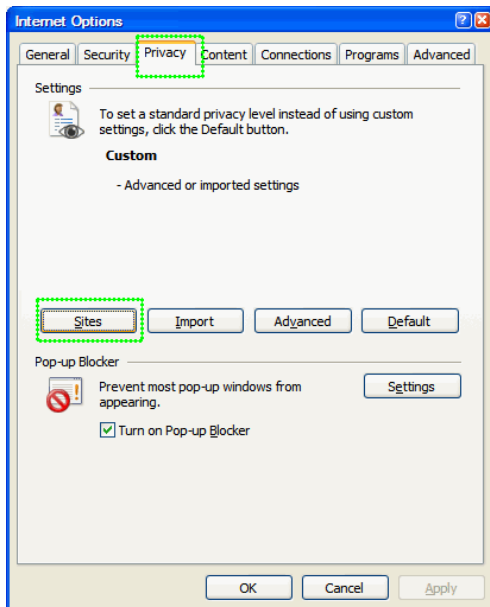 Internet Options
General Security Privacy Content Connections Programs Advanced
Settings
To set a standard privacy level instead of using custom
settings, click the Default button.
Custom
- Advanced or imported settings
Sites Import Advanced Default
Pop-up Blocker
Prevent most pop-up windows from
appearing.
Settings
Turn on Pop-up Blocker
OK Cancel Apply